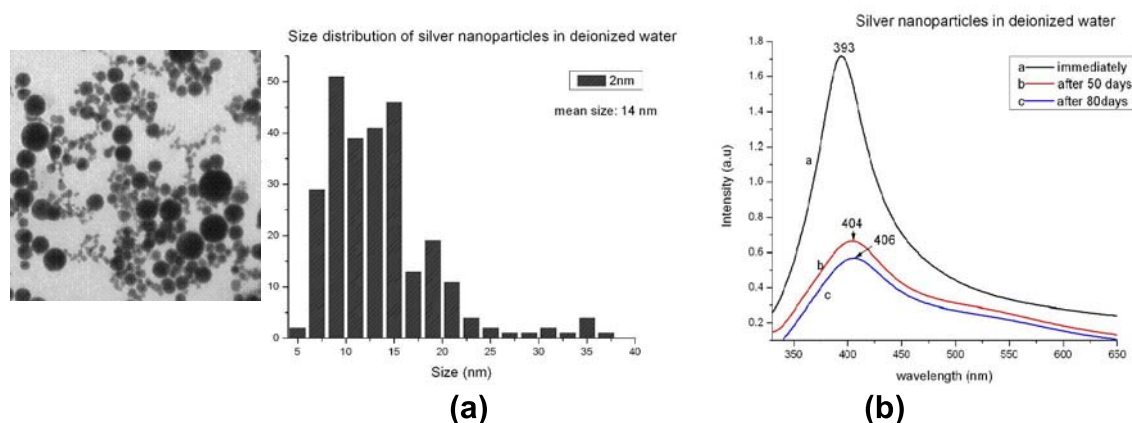 Size distribution of silver nanoparticles in deionized water
2nm
mean size: 14 nm
50
40
30
20
10
0
5
10
15
20
25
30
35
40
Size (nm)
(a)
Silver nanoparticles in deionized water
393
a immediately
b after 50 days
c after 80days
1.8
1.6
1.4
1.2
1.0
0.8
0.6
0.4
0.2
Intensity (a.u)
a
404
406
b
c
350
400
450
500
550
600
650
wavelength (nm)
(b)